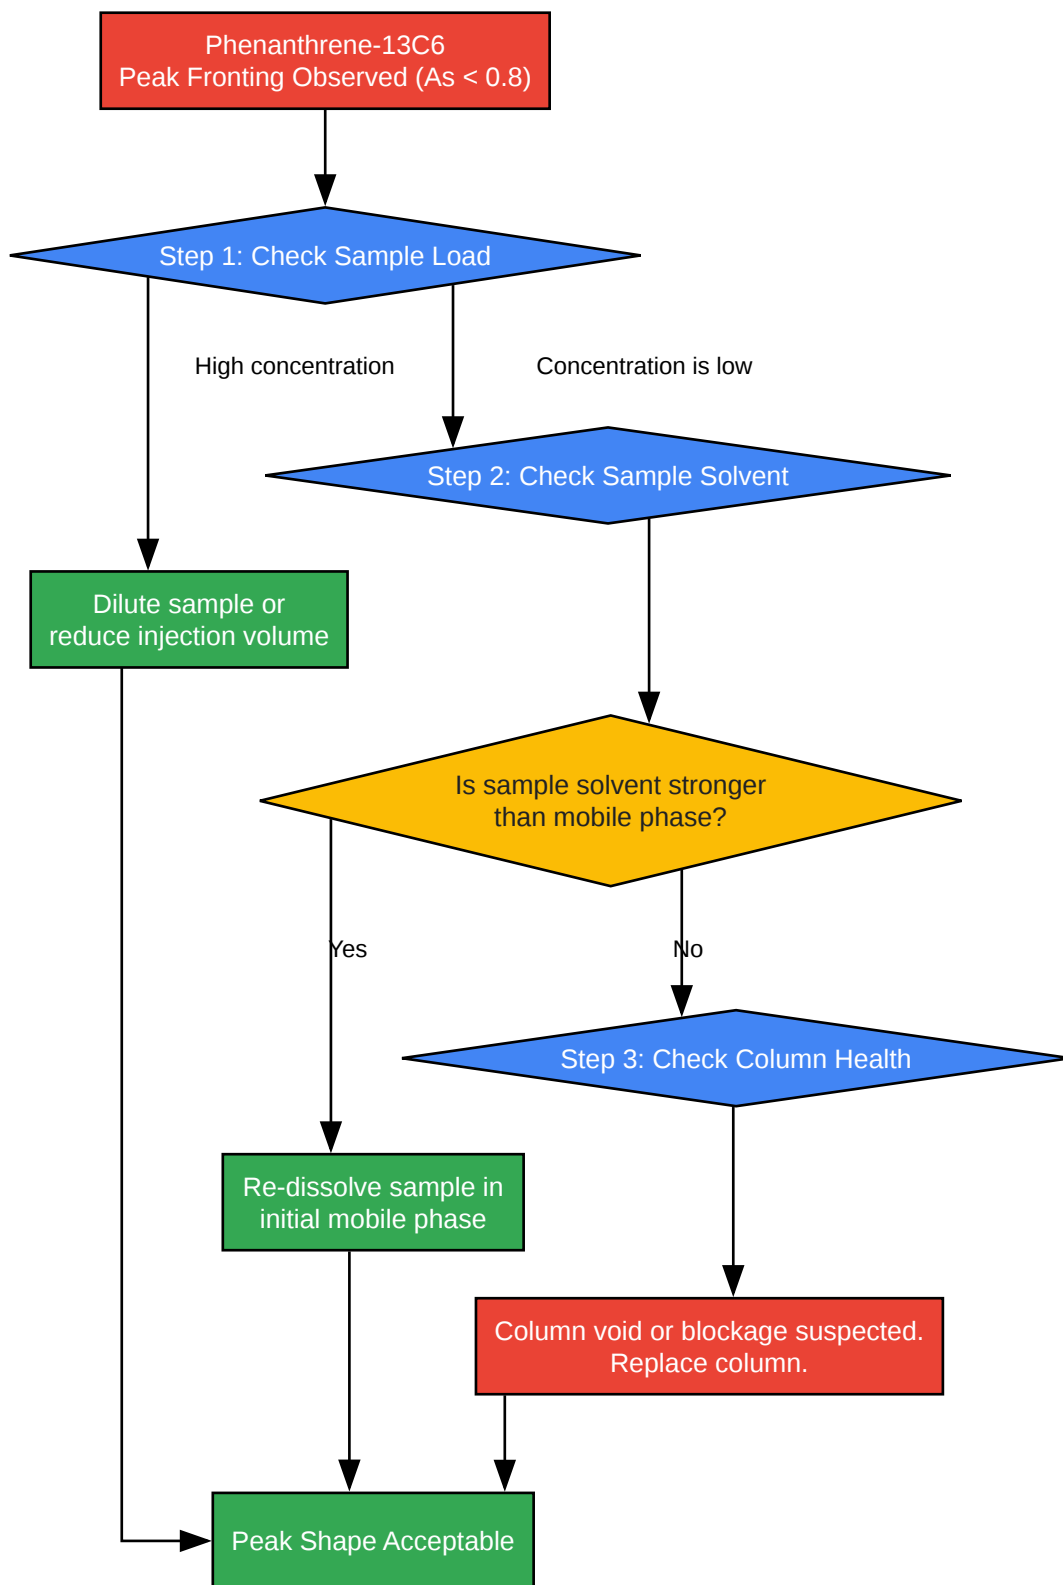 Phenanthrene-13C6
Peak Fronting Observed (As < 0.8)
Step 1: Check Sample Load
High concentration
Concentration is low
Step 2: Check Sample Solvent
Dilute sample or
reduce injection volume
Is sample solvent stronger
than mobile phase?
Yes
No
Step 3: Check Column Health
Re-dissolve sample in
initial mobile phase
Column void or blockage suspected.
Replace column.
Peak Shape Acceptable